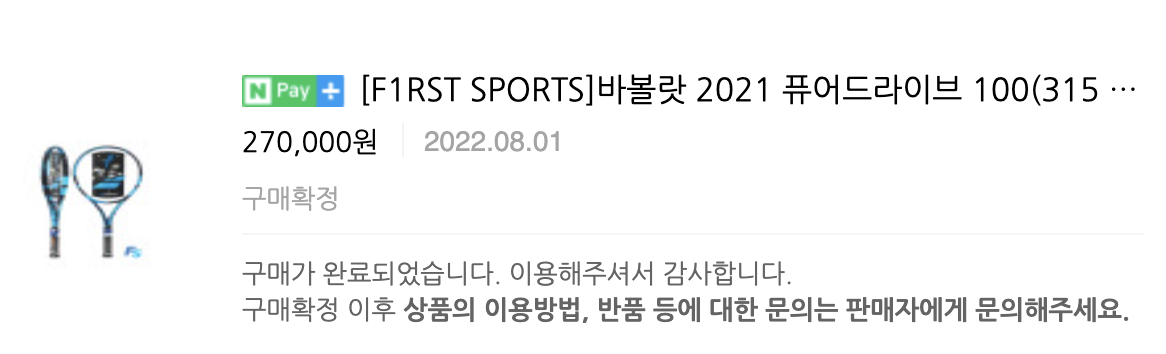 N Pay + [F1RST SPORTS]바볼랏 2021 퓨어드라이브 100(315 ⋯
270,000원 2022.08.01
구매확정
구매가 완료되었습니다. 이용해주셔서 감사합니다.
구매확정 이후 상품의 이용방법, 반품 등에 대한 문의는 판매자에게 문의해주세요.
FS